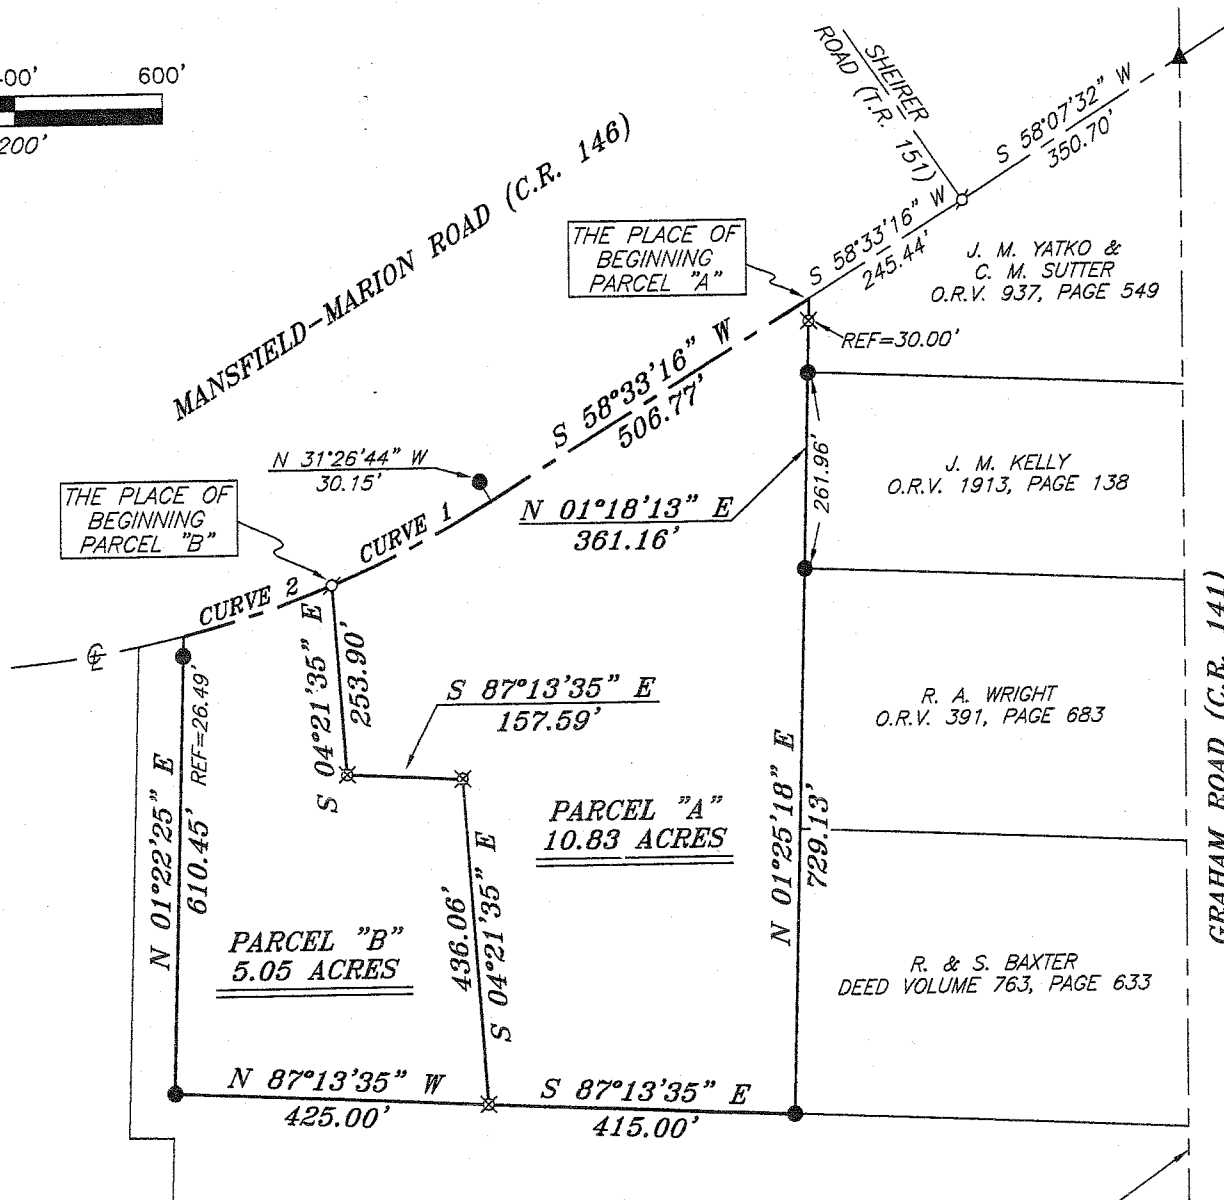 00'
600'
200'
MANSFIELD-MARION ROAD (C.R. 146)
SHEIRER
ROAD (T.R. 151)
S 58°07'32" W
350.70'
S 58°33'16" W
245.44'
THE PLACE OF
BEGINNING
PARCEL "A"
J. M. YATKO &
C. M. SUTTER
O.R.V. 937, PAGE 549
REF=30.00'
S 58°33'16" W
506.77'
N 31°26'44" W
30.15'
261.96'
J. M. KELLY
O.R.V. 1913, PAGE 138
THE PLACE OF
BEGINNING
PARCEL "B"
CURVE 1
N 01°18'13" E
361.16'
CURVE 2
℄
S 04°21'35" E
253.90'
REF=26.49'
S 87°13'35" E
157.59'
R. A. WRIGHT
O.R.V. 391, PAGE 683
GRAHAM ROAD (C.R. 141)
N 01°22'25" E
610.45'
PARCEL "A"
10.83 ACRES
N 01°25'18" E
729.13'
436.06'
S 04°21'35" E
PARCEL "B"
5.05 ACRES
R. & S. BAXTER
DEED VOLUME 763, PAGE 633
N 87°13'35" W
425.00'
S 87°13'35" E
415.00'